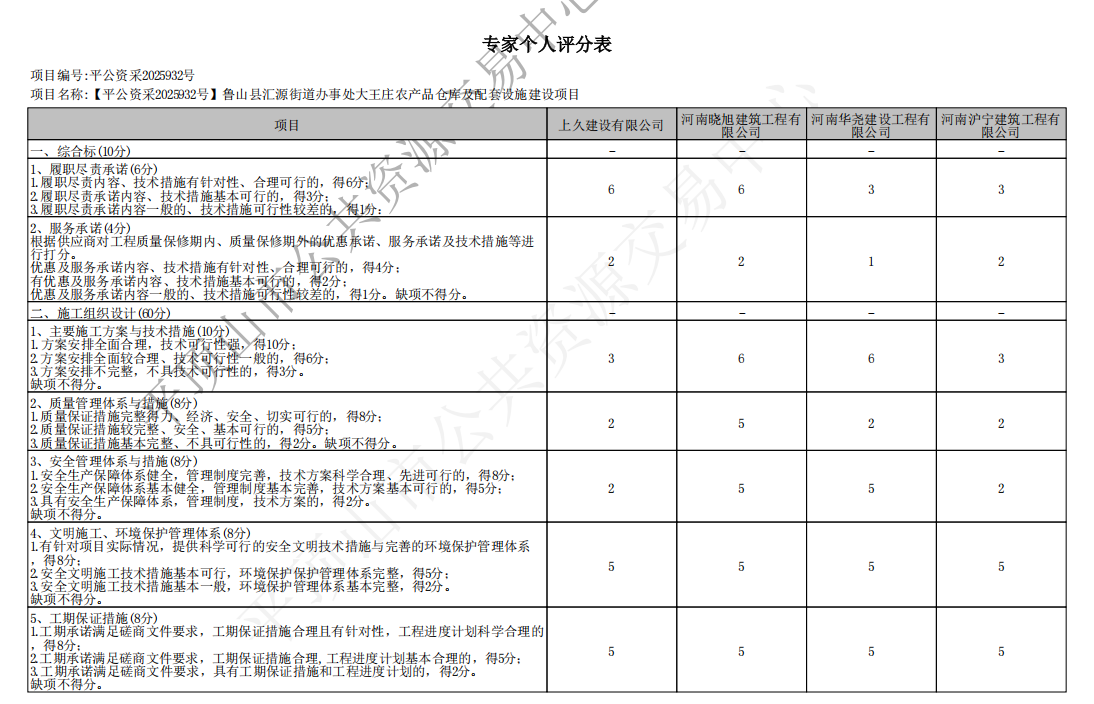 专家个人评分表
项目编号:平公资采2025932号
项目名称:【平公资采2025932号】鲁山县汇源街道办事处大王庄农产品仓库及配套设施建设项目
项目 上久建设有限公司 河南晓旭建筑工程有限公司 河南华尧建设工程有限公司 河南沪宁建筑工程有限公司
一、综合标(10分) - - - -
1、履职尽责承诺(6分)
1.履职尽责内容、技术措施有针对性、合理可行的，得6分；
2.履职尽责承诺内容、技术措施基本可行的，得3分；
3.履职尽责承诺内容一般的、技术措施可行性较差的，得1分:
6 6 3 3
2、服务承诺(4分)
根据供应商对工程质量保修期内、质量保修期外的优惠承诺、服务承诺及技术措施等进
行打分。
优惠及服务承诺内容、技术措施有针对性、合理可行的，得4分；
有优惠及服务承诺内容、技术措施基本可行的，得2分；
优惠及服务承诺内容一般的、技术措施可行性较差的，得1分。缺项不得分。
2 2 1 2
二、施工组织设计(60分) - - - -
1、主要施工方案与技术措施(10分)
1.方案安排全面合理，技术可行性强，得10分；
2.方案安排全面较合理、技术可行性一般的，得6分；
3.方案安排不完整，不具技术可行性的，得3分。
缺项不得分。
3 6 6 3
2、质量管理体系与措施(8分)
1.质量保证措施完整得力、经济、安全、切实可行的，得8分；
2.质量保证措施较完整、安全、基本可行的，得5分；
3.质量保证措施基本完整、不具可行性的，得2分。缺项不得分。
2 5 2 2
3、安全管理体系与措施(8分)
1.安全生产保障体系健全，管理制度完善，技术方案科学合理、先进可行的，得8分；
2.安全生产保障体系基本健全，管理制度基本完善，技术方案基本可行的，得5分；
3.具有安全生产保障体系，管理制度，技术方案的，得2分。
缺项不得分。
2 5 5 2
4、文明施工、环境保护管理体系(8分)
1.有针对项目实际情况，提供科学可行的安全文明技术措施与完善的环境保护管理体系
，得8分；
2.安全文明施工技术措施基本可行，环境保护保护管理体系完整，得5分；
3.安全文明施工技术措施基本一般，环境保护管理体系基本完整，得2分。
缺项不得分。
5 5 5 5
5、工期保证措施(8分)
1.工期承诺满足磋商文件要求，工期保证措施合理且有针对性，工程进度计划科学合理的
，得8分；
2.工期承诺满足磋商文件要求，工期保证措施合理,工程进度计划基本合理的，得5分；
3.工期承诺满足磋商文件要求，具有工期保证措施和工程进度计划的，得2分。
缺项不得分。
5 5 5 5
平顶山市公共资源交易中心
平顶山市公共资源交易中心